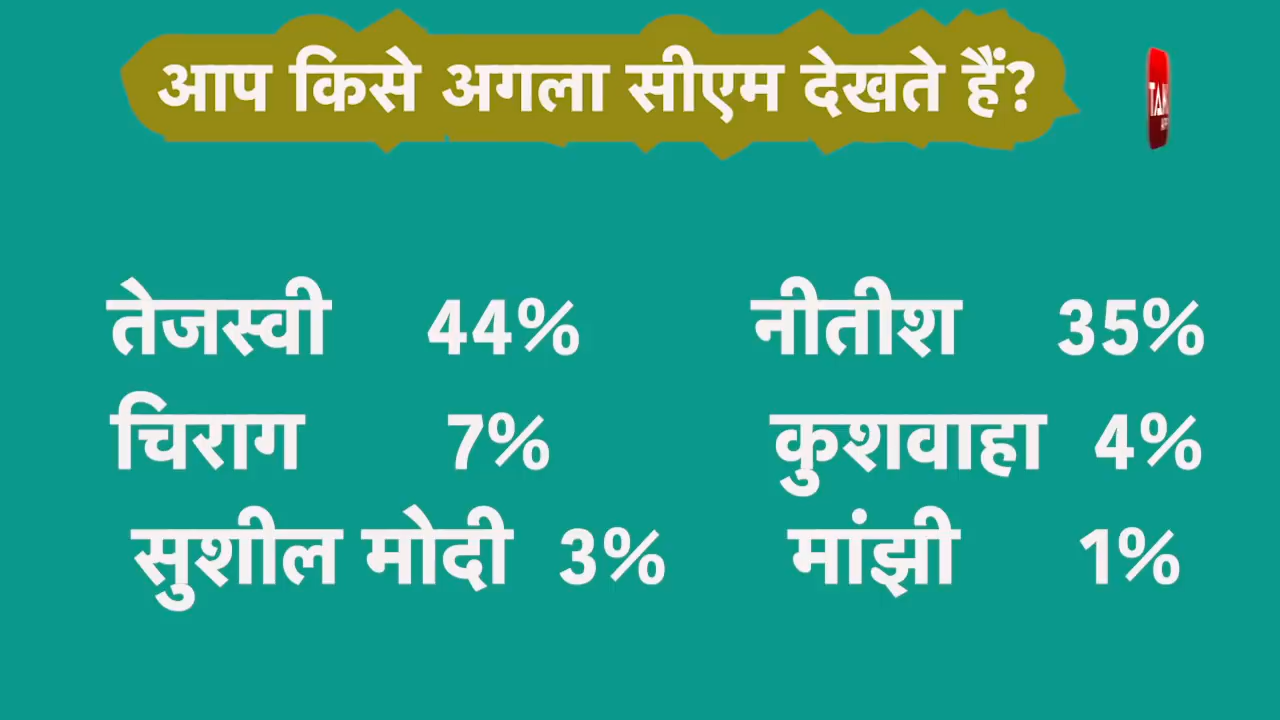 आप किसे अगला सीएम देखते हैं?
तेजस्वी 44% नीतीश 35%
चिराग 7% कुशवाहा 4%
सुशील मोदी 3% मांझी 1%